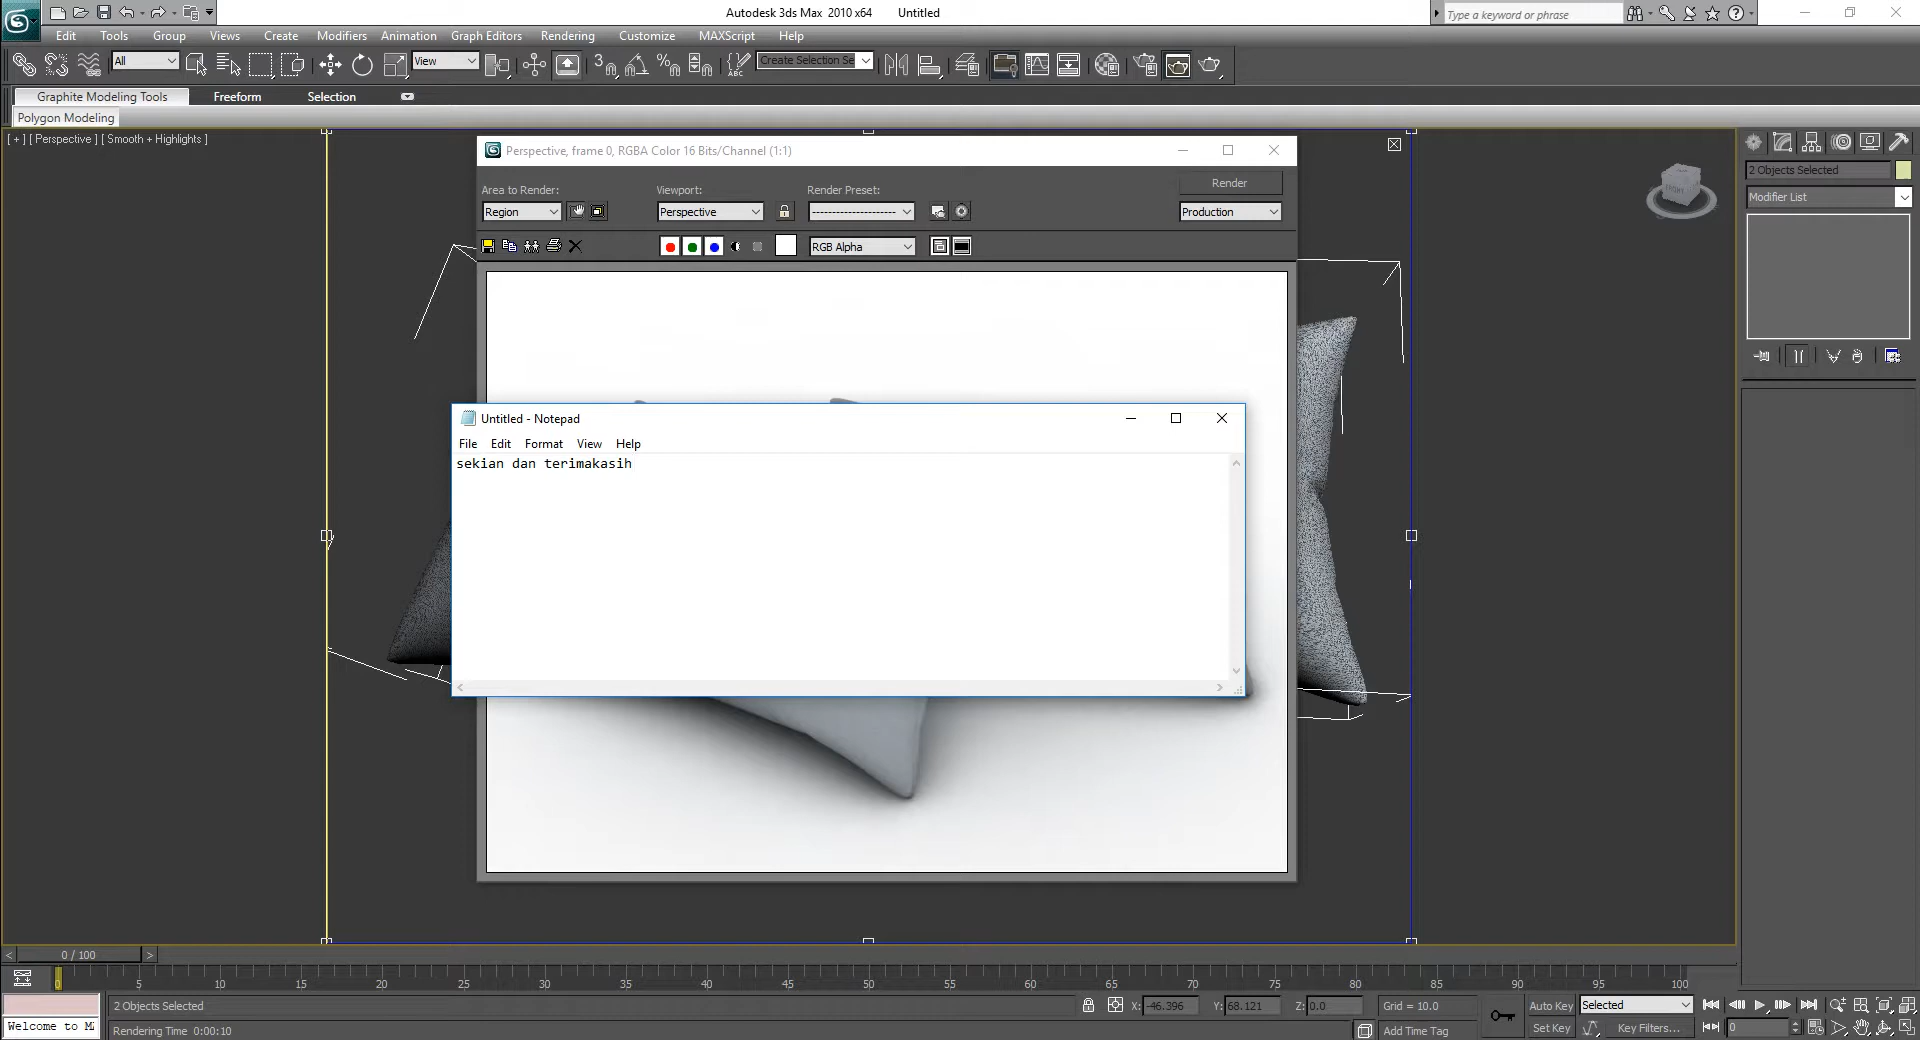 Autodesk 3ds Max 2010 x64 Untitled
Type a keyword or phrase
Edit Tools Group Views Create Modifiers Animation Graph Editors Rendering Customize MAXScript Help
All
View
Create Selection Se
Graphite Modeling Tools Freeform Selection
Polygon Modeling
[ + ] [ Perspective ] [ Smooth + Highlights ]
Perspective, frame 0, RGBA Color 16 Bits/Channel (1:1)
Area to Render: Viewport: Render Preset: Render
Region Perspective -------------------- Production
RGB Alpha
Untitled - Notepad
File Edit Format View Help
sekian dan terimakasih
2 Objects Selected
Modifier List
FRONT
0 / 100
0 5 10 15 20 25 30 35 40 45 50 55 60 65 70 75 80 85 90 95 100
2 Objects Selected X: -46.396 Y: 68.121 Z: 0.0 Grid = 10.0 Auto Key Selected
Welcome to M
Rendering Time 0:00:10 Add Time Tag Set Key Key Filters... 0